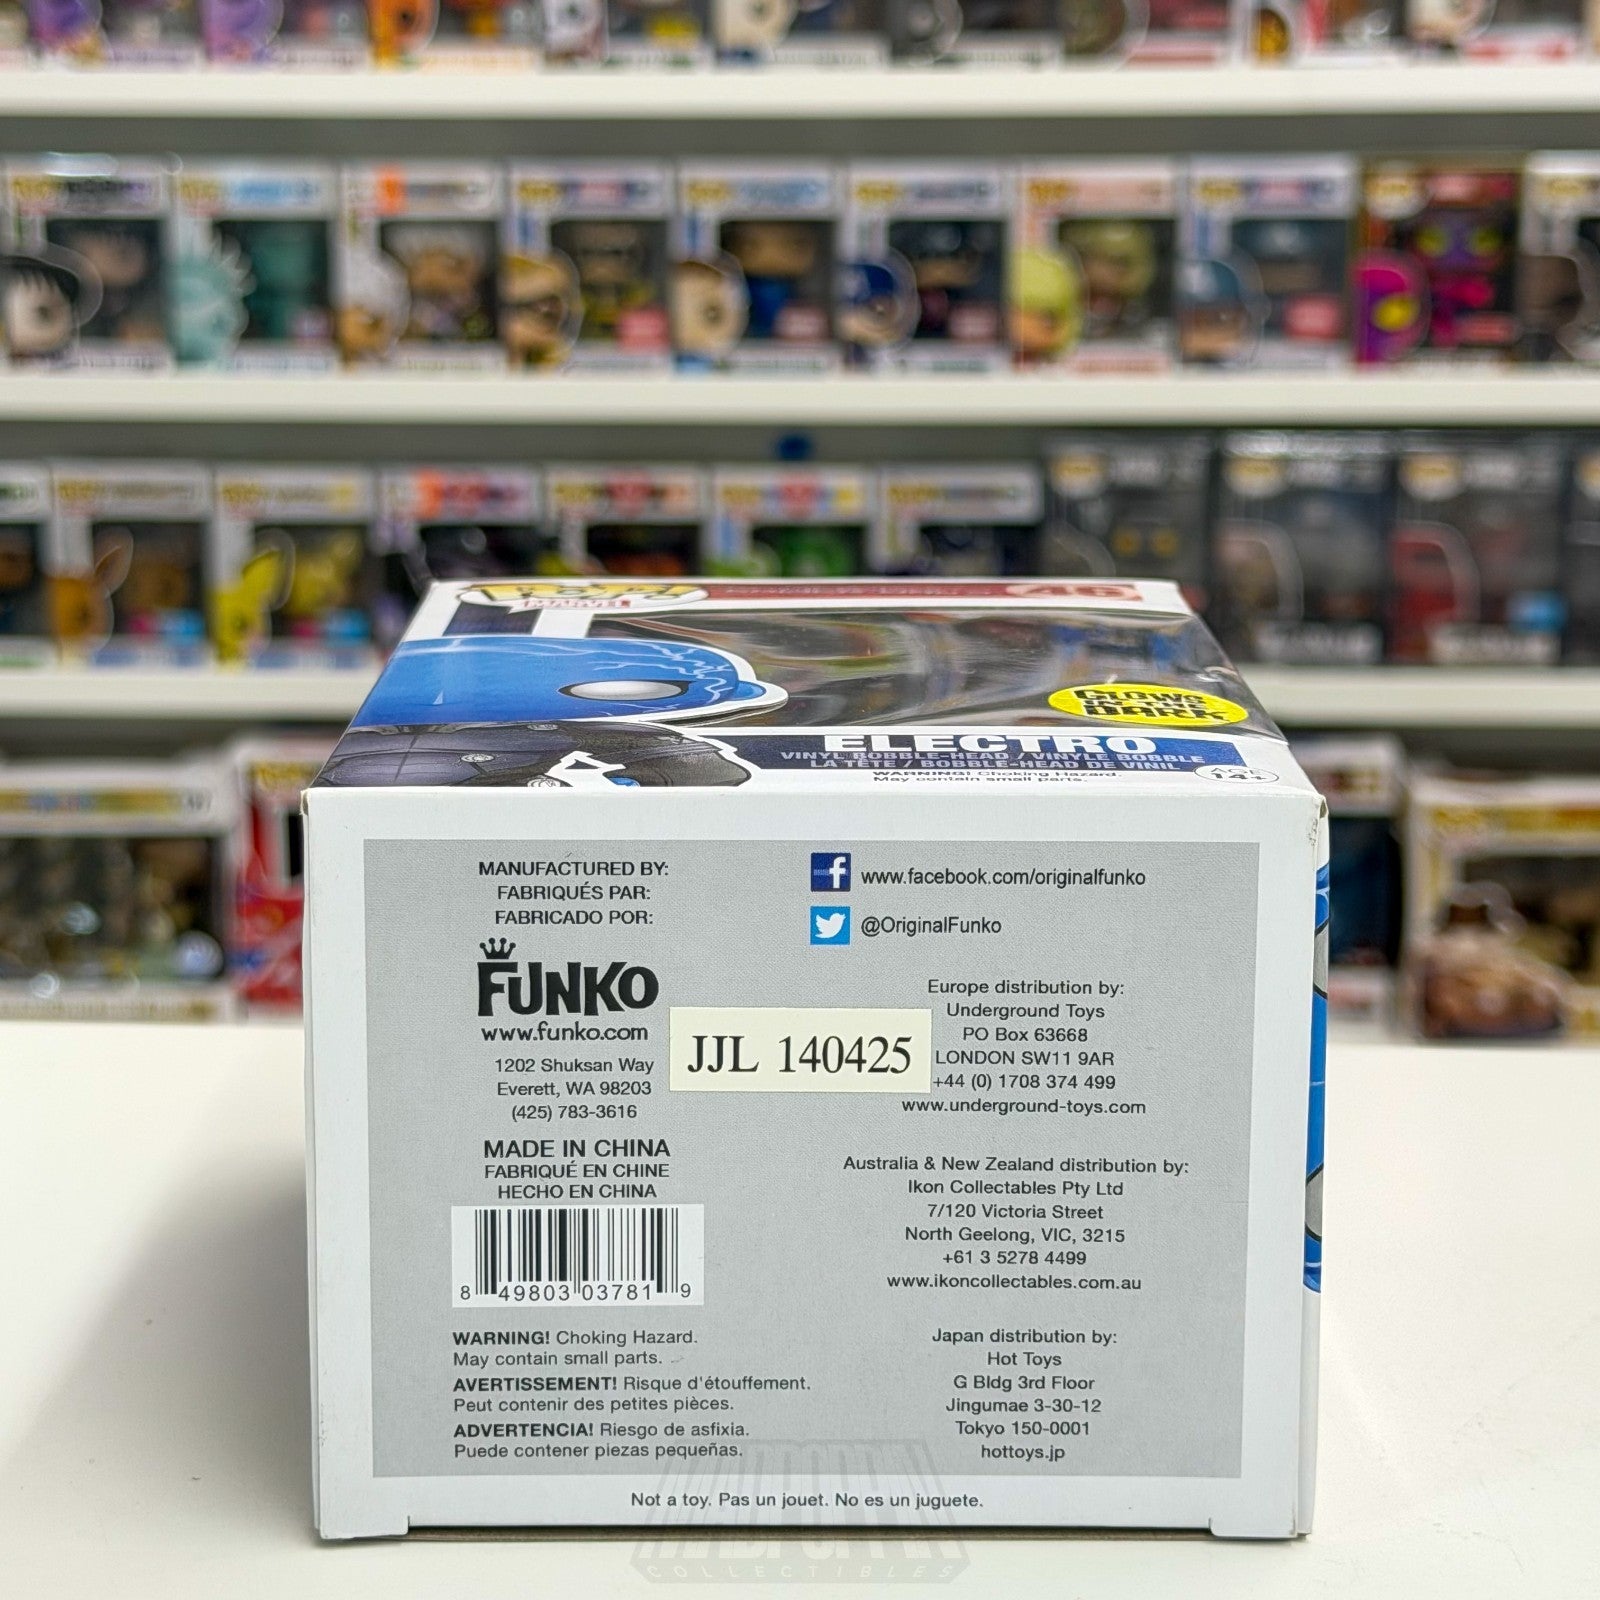 POP!
MARVEL
46
GLOWS
IN THE
DARK
ELECTRO
VINYL BOBBLE-HEAD / VINYLE BOBBLE
LA TÊTE / BOBBLE-HEAD DE VINIL
WARNING! Choking Hazard.
May contain small parts.
AGE
14+
MANUFACTURED BY:
FABRIQUÉS PAR:
FABRICADO POR:
FUNKO
www.funko.com
1202 Shuksan Way
Everett, WA 98203
(425) 783-3616
MADE IN CHINA
FABRIQUÉ EN CHINE
HECHO EN CHINA
8 49803 03781 9
WARNING! Choking Hazard.
May contain small parts.
AVERTISSEMENT! Risque d'étouffement.
Peut contenir des petites pièces.
ADVERTENCIA! Riesgo de asfixia.
Puede contener piezas pequeñas.
JJL 140425
f www.facebook.com/originalfunko
@OriginalFunko
Europe distribution by:
Underground Toys
PO Box 63668
LONDON SW11 9AR
+44 (0) 1708 374 499
www.underground-toys.com
Australia & New Zealand distribution by:
Ikon Collectables Pty Ltd
7/120 Victoria Street
North Geelong, VIC, 3215
+61 3 5278 4499
www.ikoncollectables.com.au
Japan distribution by:
Hot Toys
G Bldg 3rd Floor
Jingumae 3-30-12
Tokyo 150-0001
hottoys.jp
Not a toy. Pas un jouet. No es un juguete.
COLLECTIBLES